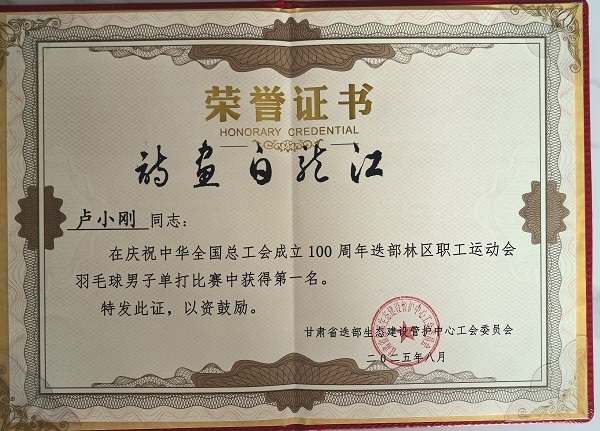 荣誉证书
HONORARY CREDENTIAL
诗画白龙江
卢小刚 同志：
在庆祝中华全国总工会成立100周年迭部林区职工运动会
羽毛球男子单打比赛中获得第一名。
特发此证，以资鼓励。
甘肃省迭部生态建设管护中心工会委员会
二〇二五年八月